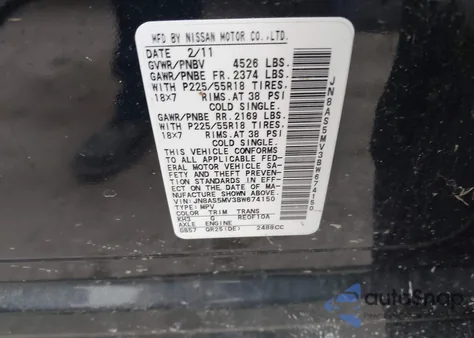 MFD BY NISSAN MOTOR CO.,LTD.
DATE 2/11
GVWR/PNBV 4526 LBS.
GAWR/PNBE FR. 2374 LBS.
WITH P225/55R18 TIRES.
18x7 RIMS.AT 38 PSI
COLD SINGLE.
GAWR/PNBE RR. 2169 LBS.
WITH P225/55R18 TIRES.
18x7 RIMS.AT 38 PSI
COLD SINGLE.
THIS VEHICLE CONFORMS
TO ALL APPLICABLE FED-
ERAL MOTOR VEHICLE SA-
FETY AND THEFT PREVEN-
TION STANDARDS IN EFF-
ECT ON THE DATE OF MA-
NUFACTURE SHOWN ABOVE.
VIN:JN8AS5MV3BW674150
TYPE: MPV
COLOR TRIM TRANS
KH3 G RE0F10A
AXLE ENGINE
GB57 QR25(DE) 2488CC
JN8AS5MV3BW674150
autosnap